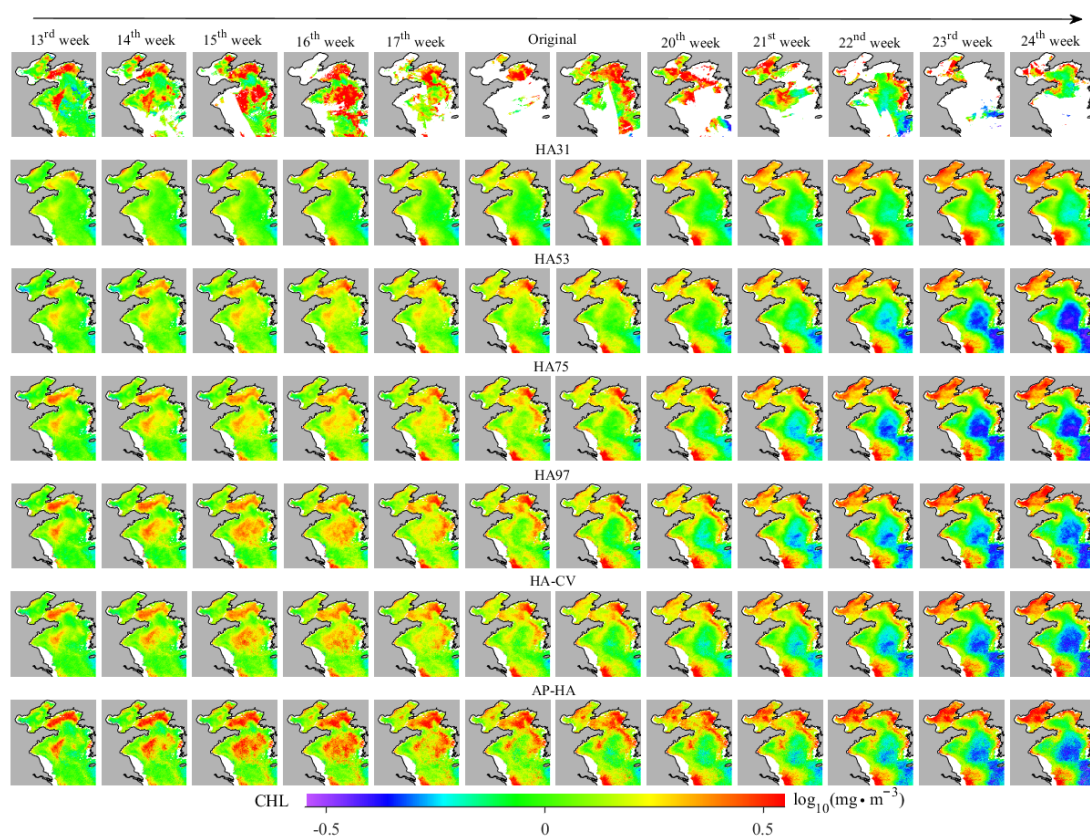 13rd week 14th week 15th week 16th week 17th week Original 20th week 21st week 22nd week 23rd week 24th week
HA31
HA53
HA75
HA97
HA-CV
AP-HA
CHL log10(mg•m−3)
-0.5 0 0.5